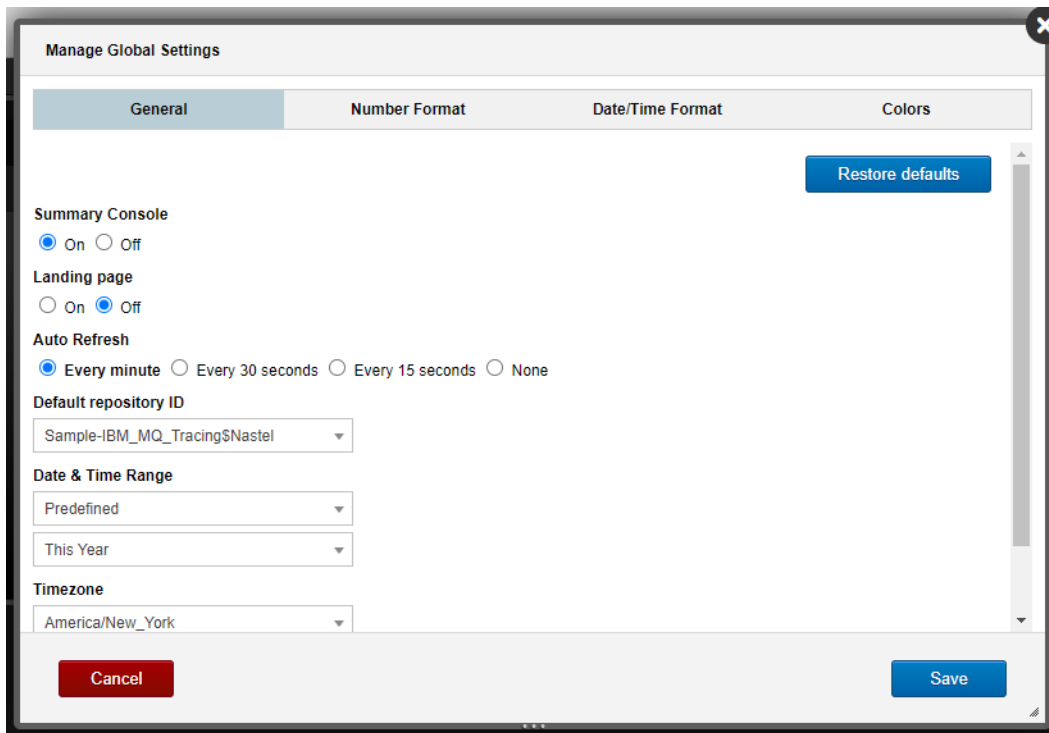 Manage Global Settings
General Number Format Date/Time Format Colors
Restore defaults
Summary Console
On Off
Landing page
On Off
Auto Refresh
Every minute Every 30 seconds Every 15 seconds None
Default repository ID
Sample-IBM_MQ_Tracing$Nastel
Date & Time Range
Predefined
This Year
Timezone
America/New_York
Cancel Save